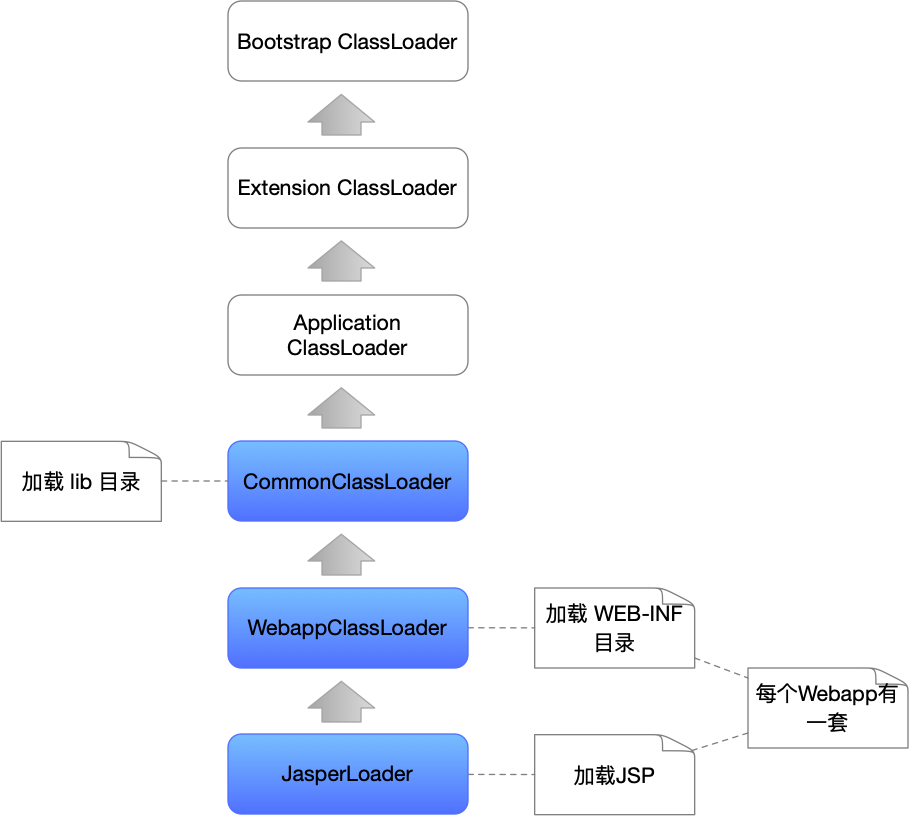 Bootstrap ClassLoader
Extension ClassLoader
Application
ClassLoader
加载 lib 目录
CommonClassLoader
WebappClassLoader
加载 WEB-INF
目录
每个Webapp有
一套
JasperLoader
加载JSP